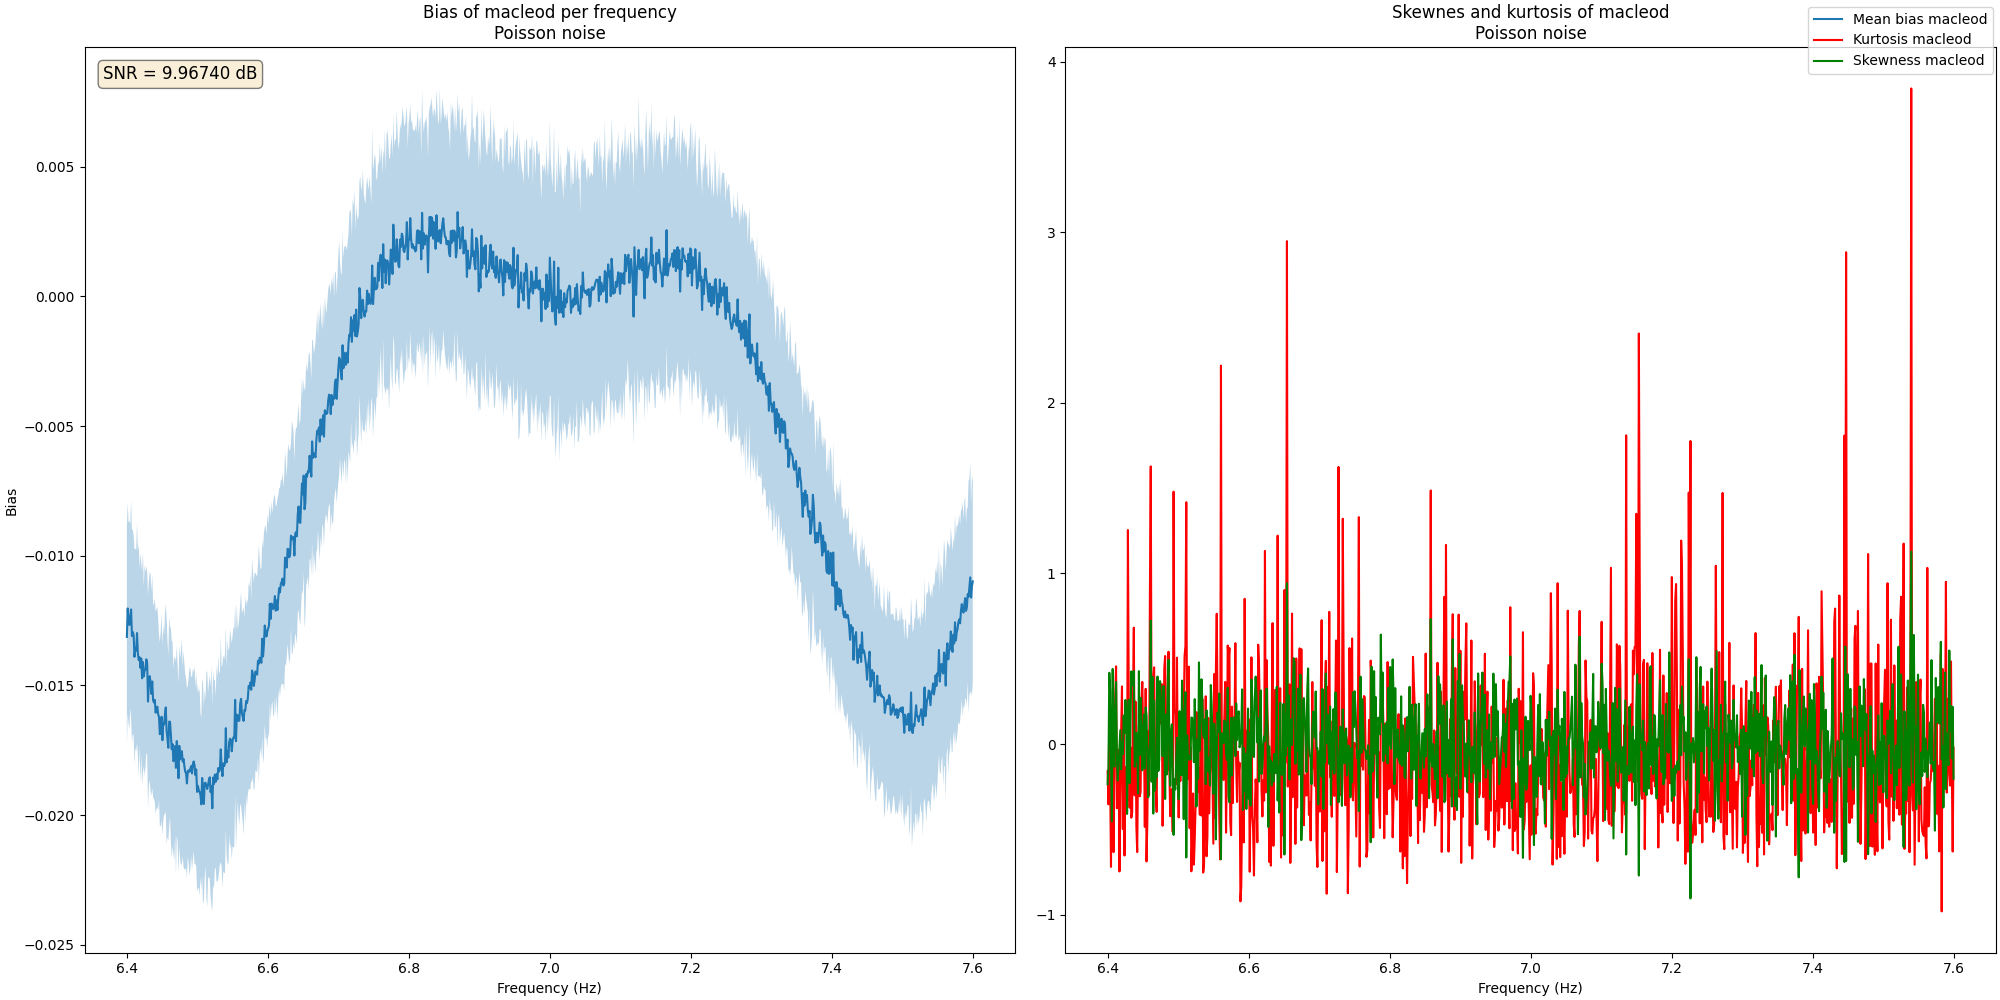 Bias of macleod per frequency
Poisson noise
SNR = 9.96740 dB
0.005
0.000
−0.005
−0.010
−0.015
−0.020
−0.025
Bias
6.4 6.6 6.8 7.0 7.2 7.4 7.6
Frequency (Hz)
Skewnes and kurtosis of macleod
Poisson noise
Mean bias macleod
Kurtosis macleod
Skewness macleod
4
3
2
1
0
−1
6.4 6.6 6.8 7.0 7.2 7.4 7.6
Frequency (Hz)